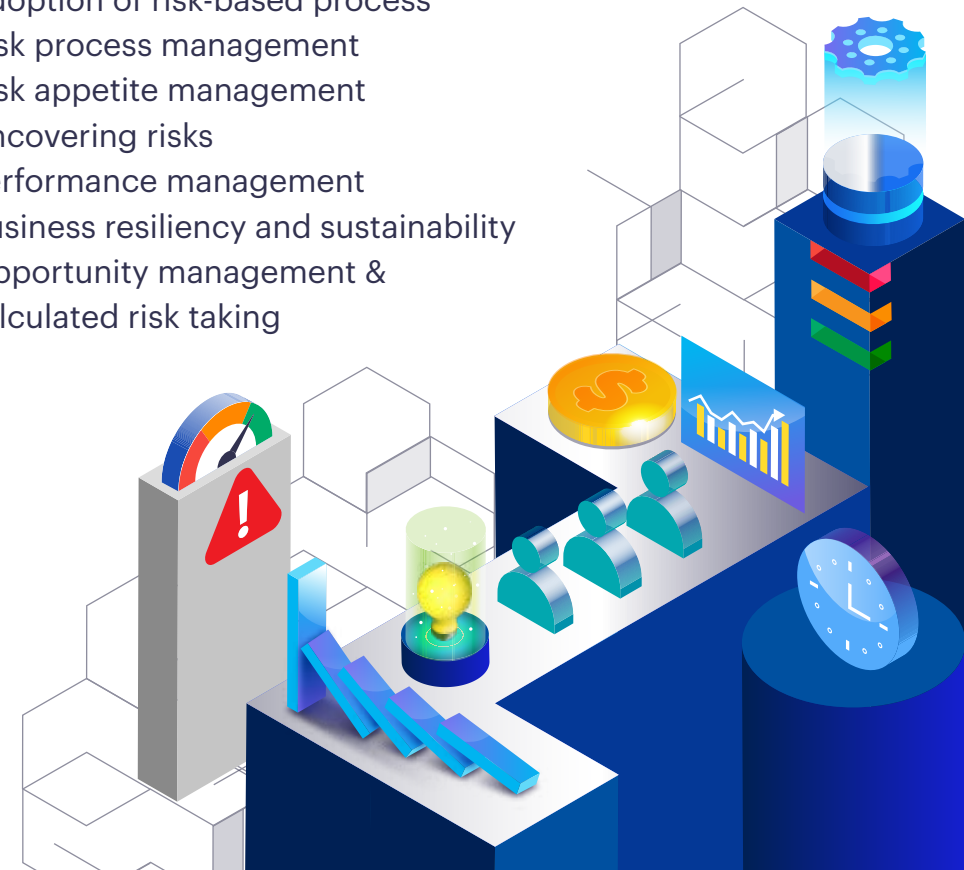 doption of risk-based process
sk process management
sk appetite management
ncovering risks
erformance management
usiness resiliency and sustainability
pportunity management &
lculated risk taking